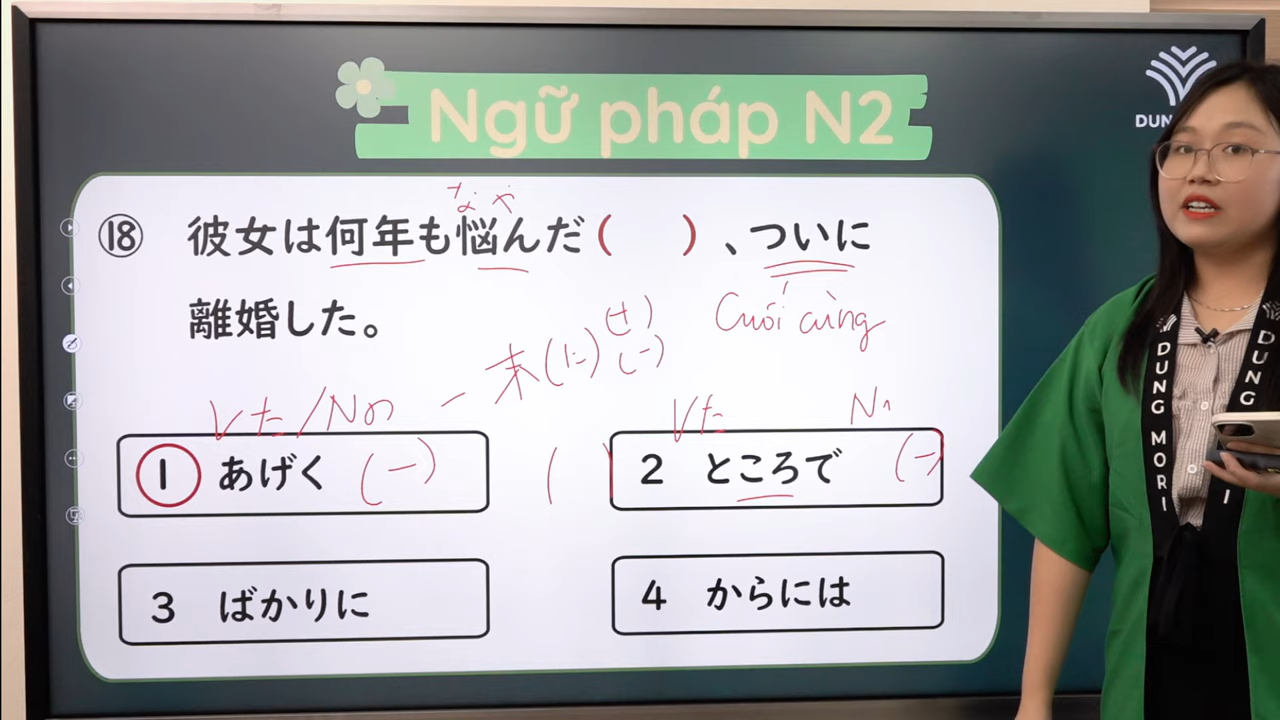 Ngữ pháp N2
DUN
なや
⑱ 彼女は何年も悩んだ( )、ついに
離婚した。
Cuối cùng
末(に) (+) (-)
Vた/Nの
Vた
1 あげく (-)
2 ところで (-)
3 ばかりに
4 からには
DUNG MORI
DUNG
I